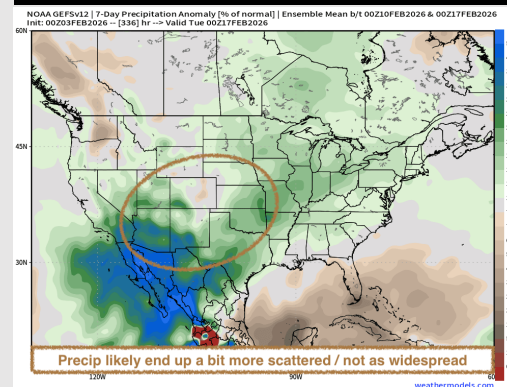 NOAA GEFSv12 | 7-Day Precipitation Anomaly [% of normal] | Ensemble Mean b/t 00Z10FEB2026 & 00Z17FEB2026
Init: 00Z03FEB2026 -- [336] hr --> Valid Tue 00Z17FEB2026
60N
45N
30N
Precip likely end up a bit more scattered / not as widespread
120W
90W
60
weathermodels.com